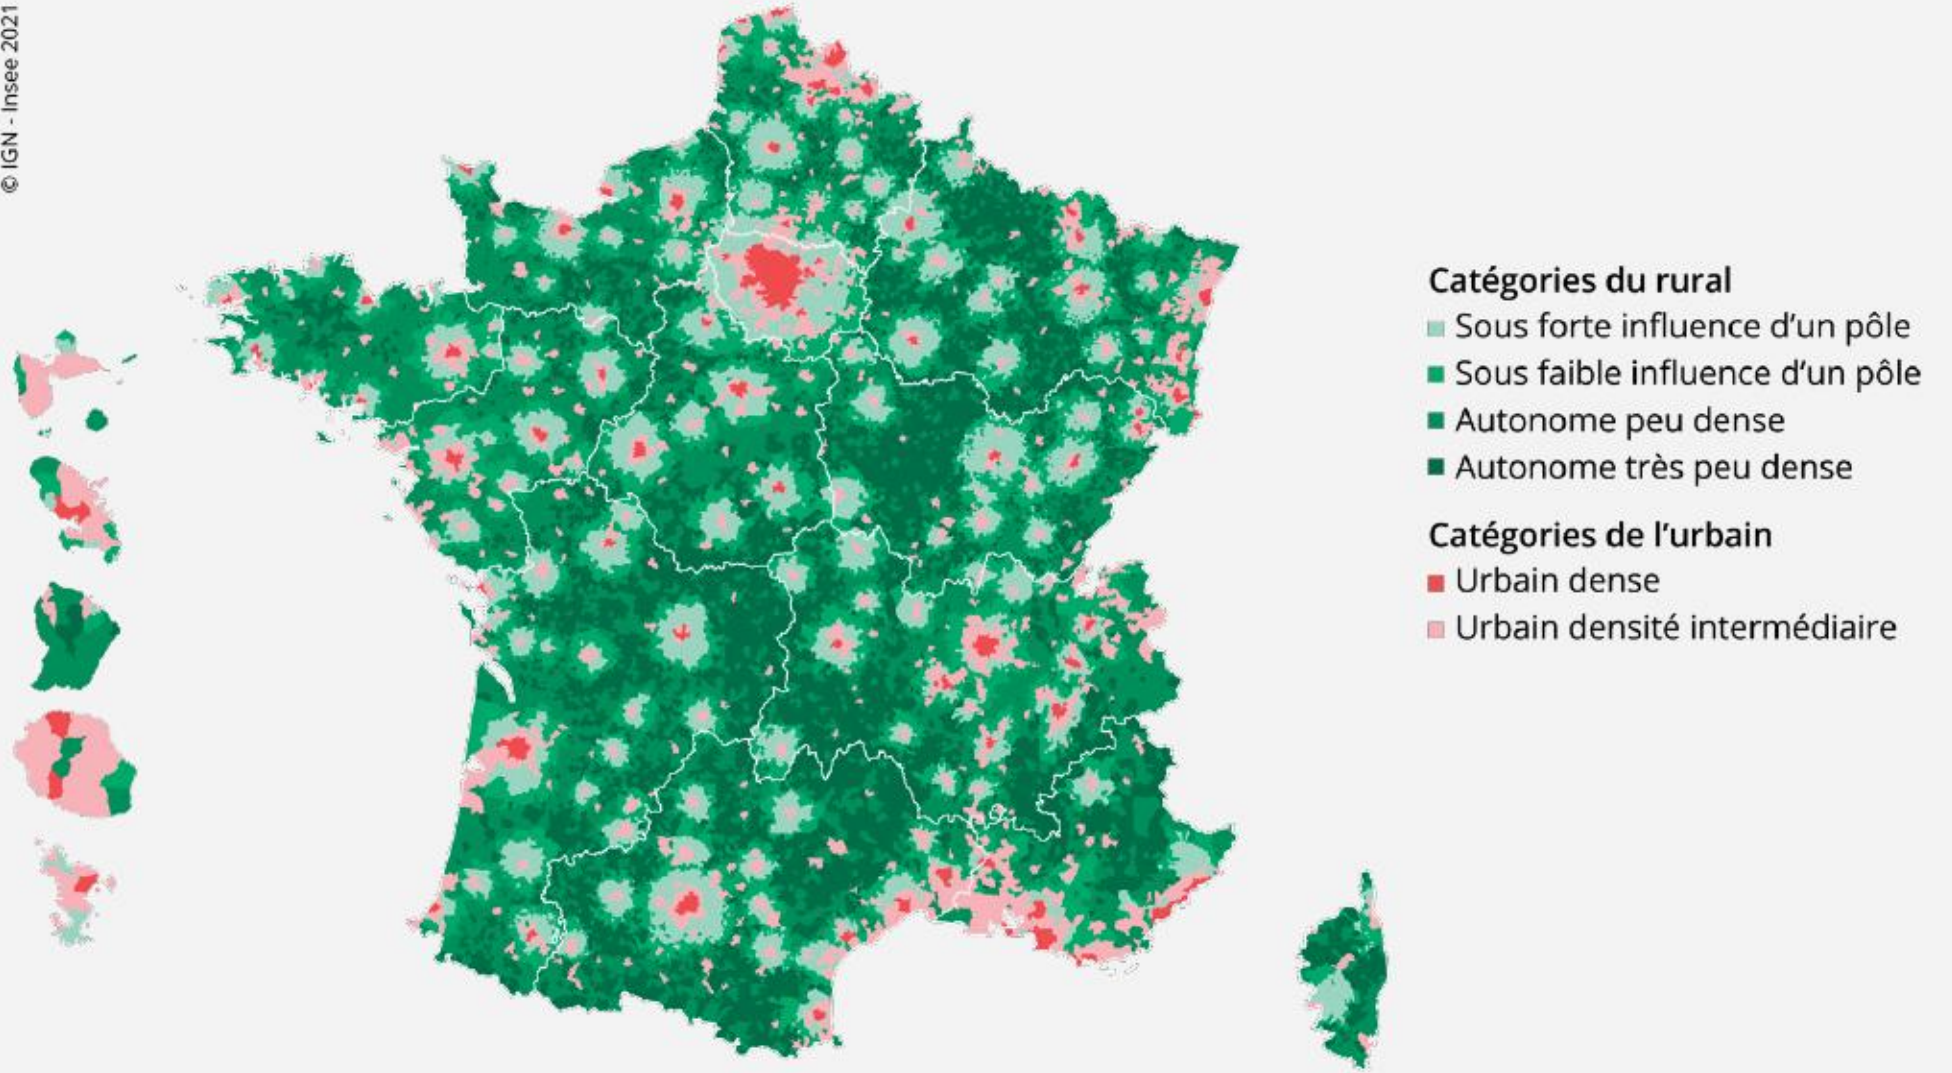 © IGN - Insee 2021
Catégories du rural
Sous forte influence d’un pôle
Sous faible influence d’un pôle
Autonome peu dense
Autonome très peu dense
Catégories de l’urbain
Urbain dense
Urbain densité intermédiaire